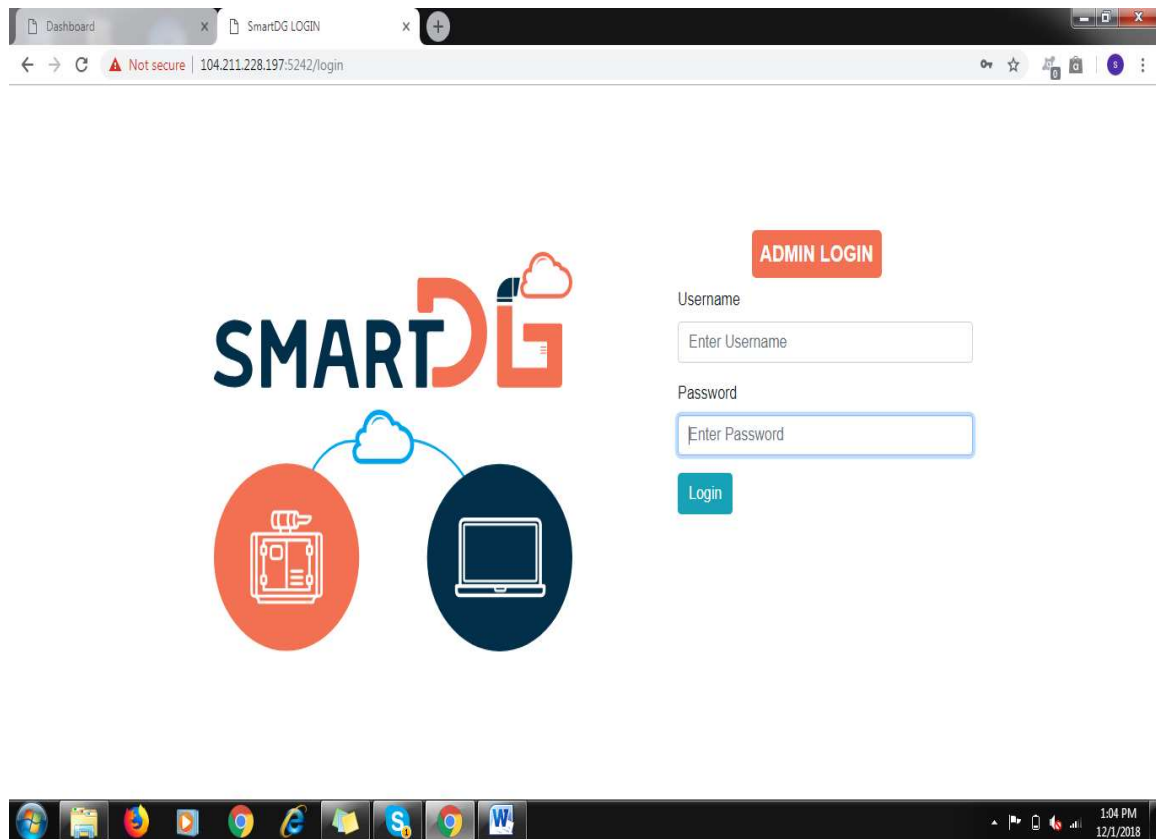 Dashboard
SmartDG LOGIN
Not secure | 104.211.228.197:5242/login
0
s
ADMIN LOGIN
Username
Enter Username
SMARTDG
Password
Enter Password
Login
1:04 PM
12/1/2018